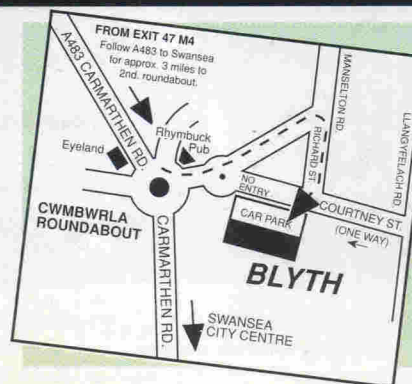 FROM EXIT 47 M4
Follow A483 to Swansea
for approx. 3 miles to
2nd. roundabout.
A483 CARMARTHEN RD.
Eyeland
Rhymbuck
Pub
MANSELTON RD.
LLANGYFELACH RD.
RICHARD ST.
NO
ENTRY
CAR PARK
COURTNEY ST.
(ONE WAY)
CWMBWRLA
ROUNDABOUT
CARMARTHEN RD.
BLYTH
SWANSEA
CITY CENTRE